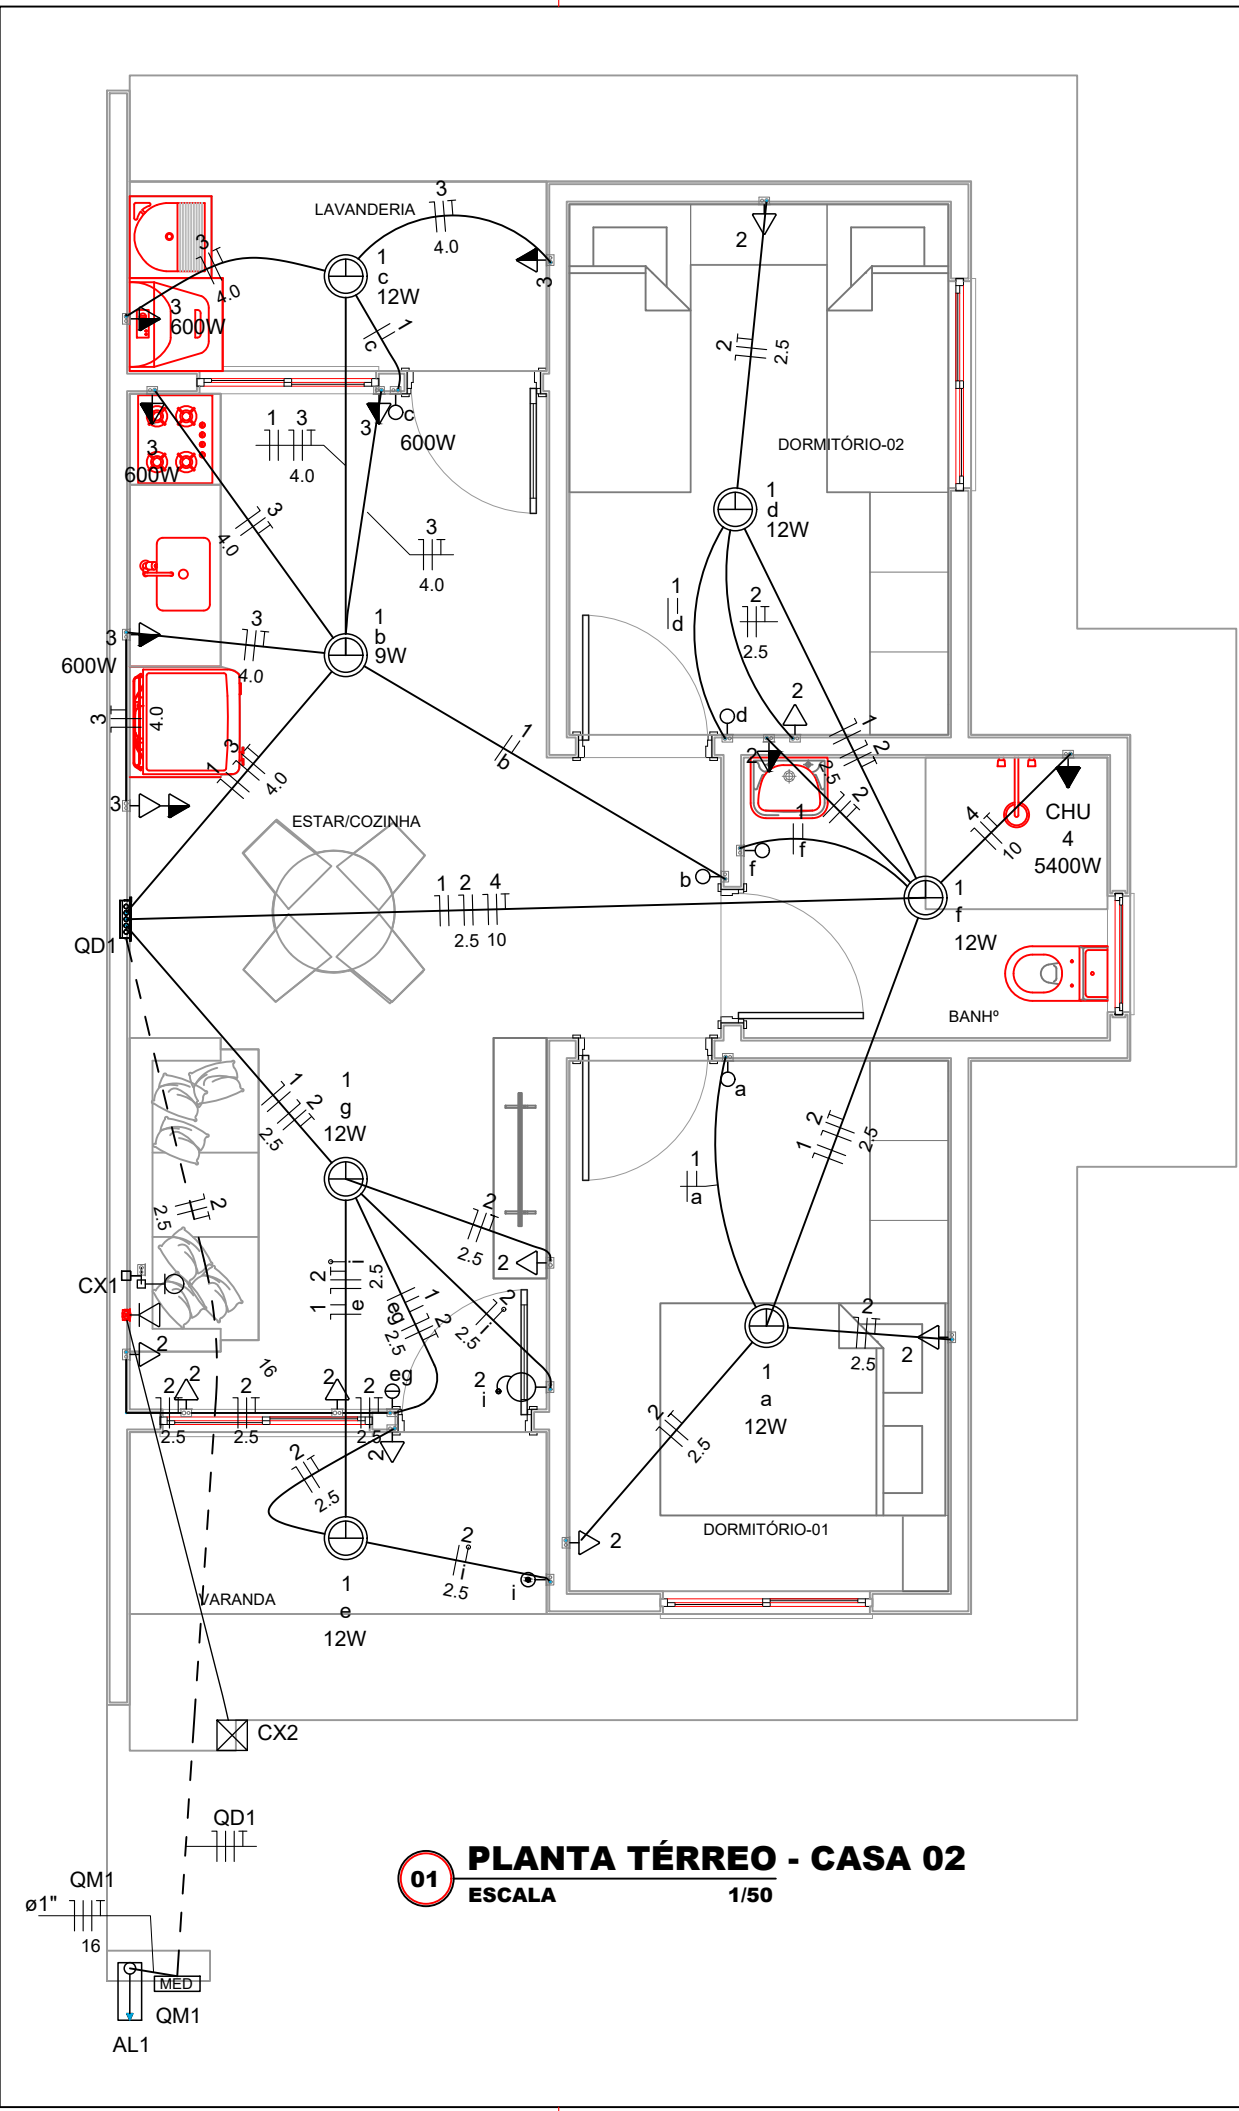 LAVANDERIA
3
4.0
3
4.0
1
c
12W
3
3
600W
1
c
c
600W
3
1 3
4.0
3
600W
3
4.0
3
4.0
2
2
2.5
DORMITÓRIO-02
1
d
12W
1
d
2
2.5
d
2
1
2
2.5
2
2
1
b
9W
3
600W
3
4.0
3
4.0
3
1
3
4.0
1
b
ESTAR/COZINHA
1
f
f
b
4
10
CHU
4
5400W
1
f
12W
QD1
1 2 4
2.5 10
BANHº
1
2
2.5
1
g
12W
a
1
a
1
2
2.5
2
2.5
2
2.5
2
CX1
2
1
i
e
2.5
1
2
eg
2.5
2
i
2.5
2
i
2
2
16
2
eg
2
2
2
2.5
2.5
2.5
2
2
2.5
2
2.5
2
1
a
12W
2
2.5
2
DORMITÓRIO-01
2
i
2.5
i
1
e
12W
VARANDA
CX2
QD1
QM1
ø1"
16
MED
QM1
AL1
01
PLANTA TÉRREO - CASA 02
ESCALA 1/50